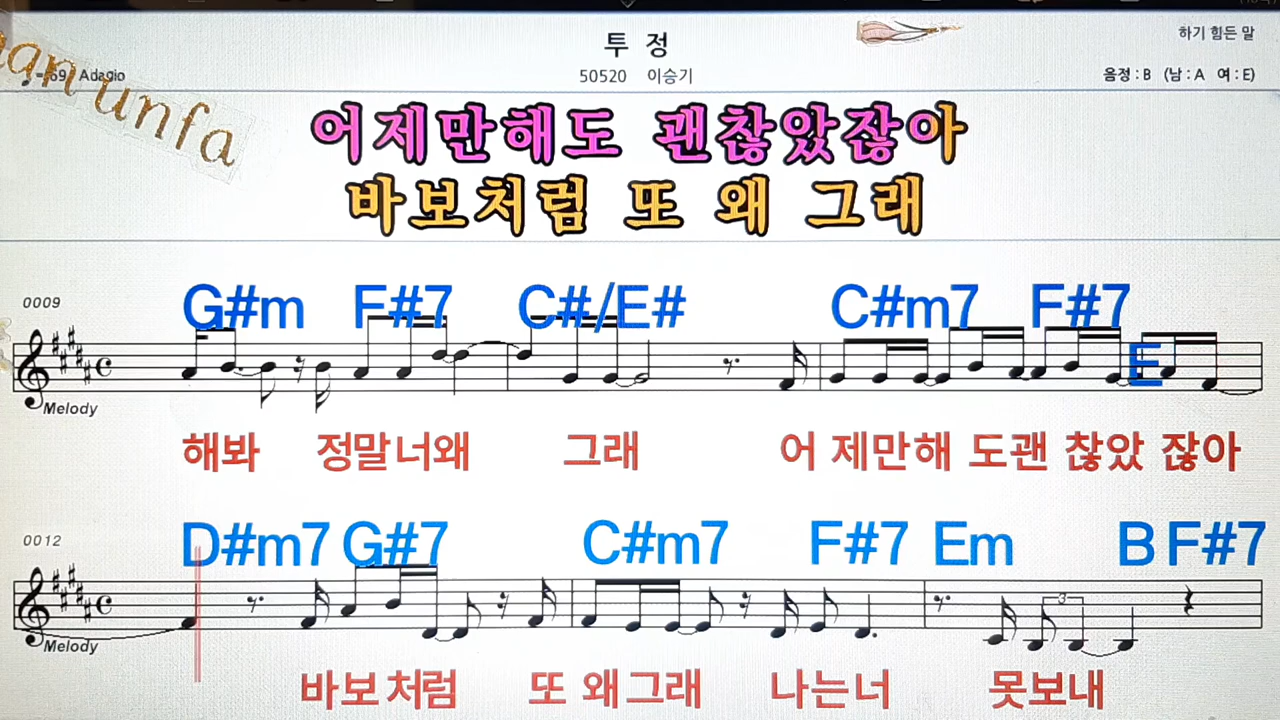 투 정
하기 힘든 말
♩=69 Adagio
50520 이승기
음정 : B (남 : A 여 : E)
unfa
어제만해도 괜찮았잖아
바보처럼 또 왜 그래
0009
G#m F#7 C#/E# C#m7 F#7 E
Melody
해봐 정말너왜 그래 어 제만해 도괜 찮았 잖아
0012
D#m7 G#7 C#m7 F#7 Em B F#7
3
Melody
바보 처럼 또 왜그래 나는너 못보내